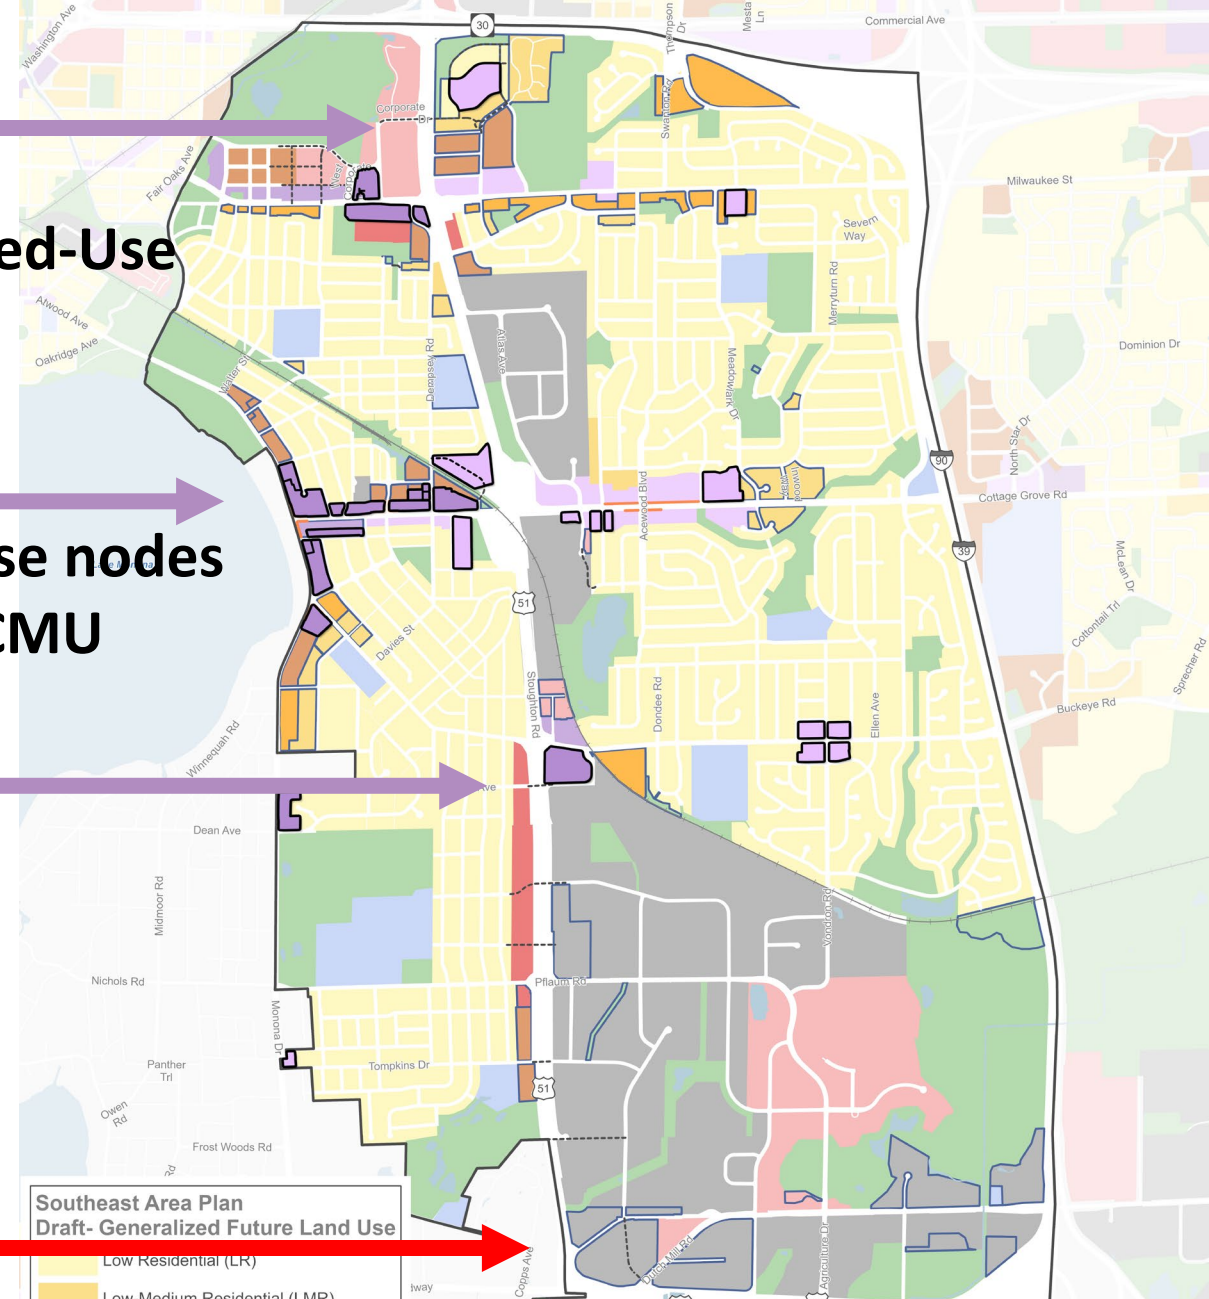 30
Washington Ave
Thompson Dr
Mesta Ln
Commercial Ave
Corporate Dr
Swanton Rd
Fair Oaks Ave
West Corporate
Milwaukee St
Severn Way
ed-Use
Merryturn Rd
Atwood Ave
Oakridge Ave
Walter St
Dempsey Rd
Atlas Ave
Meadowlark Dr
Dominion Dr
North Star Dr
90
Acewood Blvd
Inwood Way
Cottage Grove Rd
se nodes
39
McLean Dr
51
CMU
Davies St
Cottontail Trl
Sprecher Rd
Stoughton Rd
Dondee Rd
Ellen Ave
Buckeye Rd
Winnequah Rd
Ave
Dean Ave
Midmoor Rd
Vondron Rd
Nichols Rd
Pflaum Rd
Monona Dr
Panther Trl
Tompkins Dr
51
Owen Rd
Frost Woods Rd
Rd
Southeast Area Plan
Draft- Generalized Future Land Use
Low Residential (LR)
Low-Medium Residential (LMR)
Copps Ave
Dutch Mill Rd
Agriculture Dr